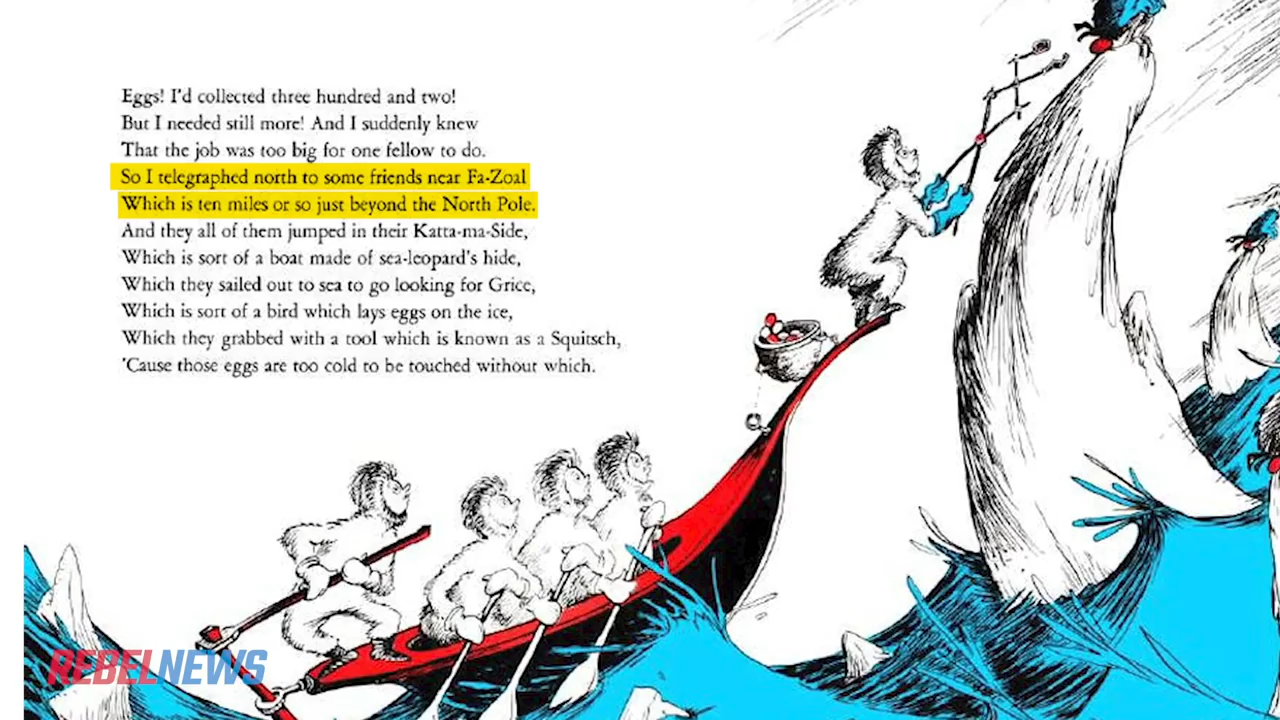 Eggs! I'd collected three hundred and two!
But I needed still more! And I suddenly knew
That the job was too big for one fellow to do.
So I telegraphed north to some friends near Fa-Zoal
Which is ten miles or so just beyond the North Pole.
And they all of them jumped in their Katta-ma-Side,
Which is sort of a boat made of sea-leopard's hide,
Which they sailed out to sea to go looking for Grice,
Which is sort of a bird which lays eggs on the ice,
Which they grabbed with a tool which is known as a Squitsch,
'Cause those eggs are too cold to be touched without which.
REBELNEWS